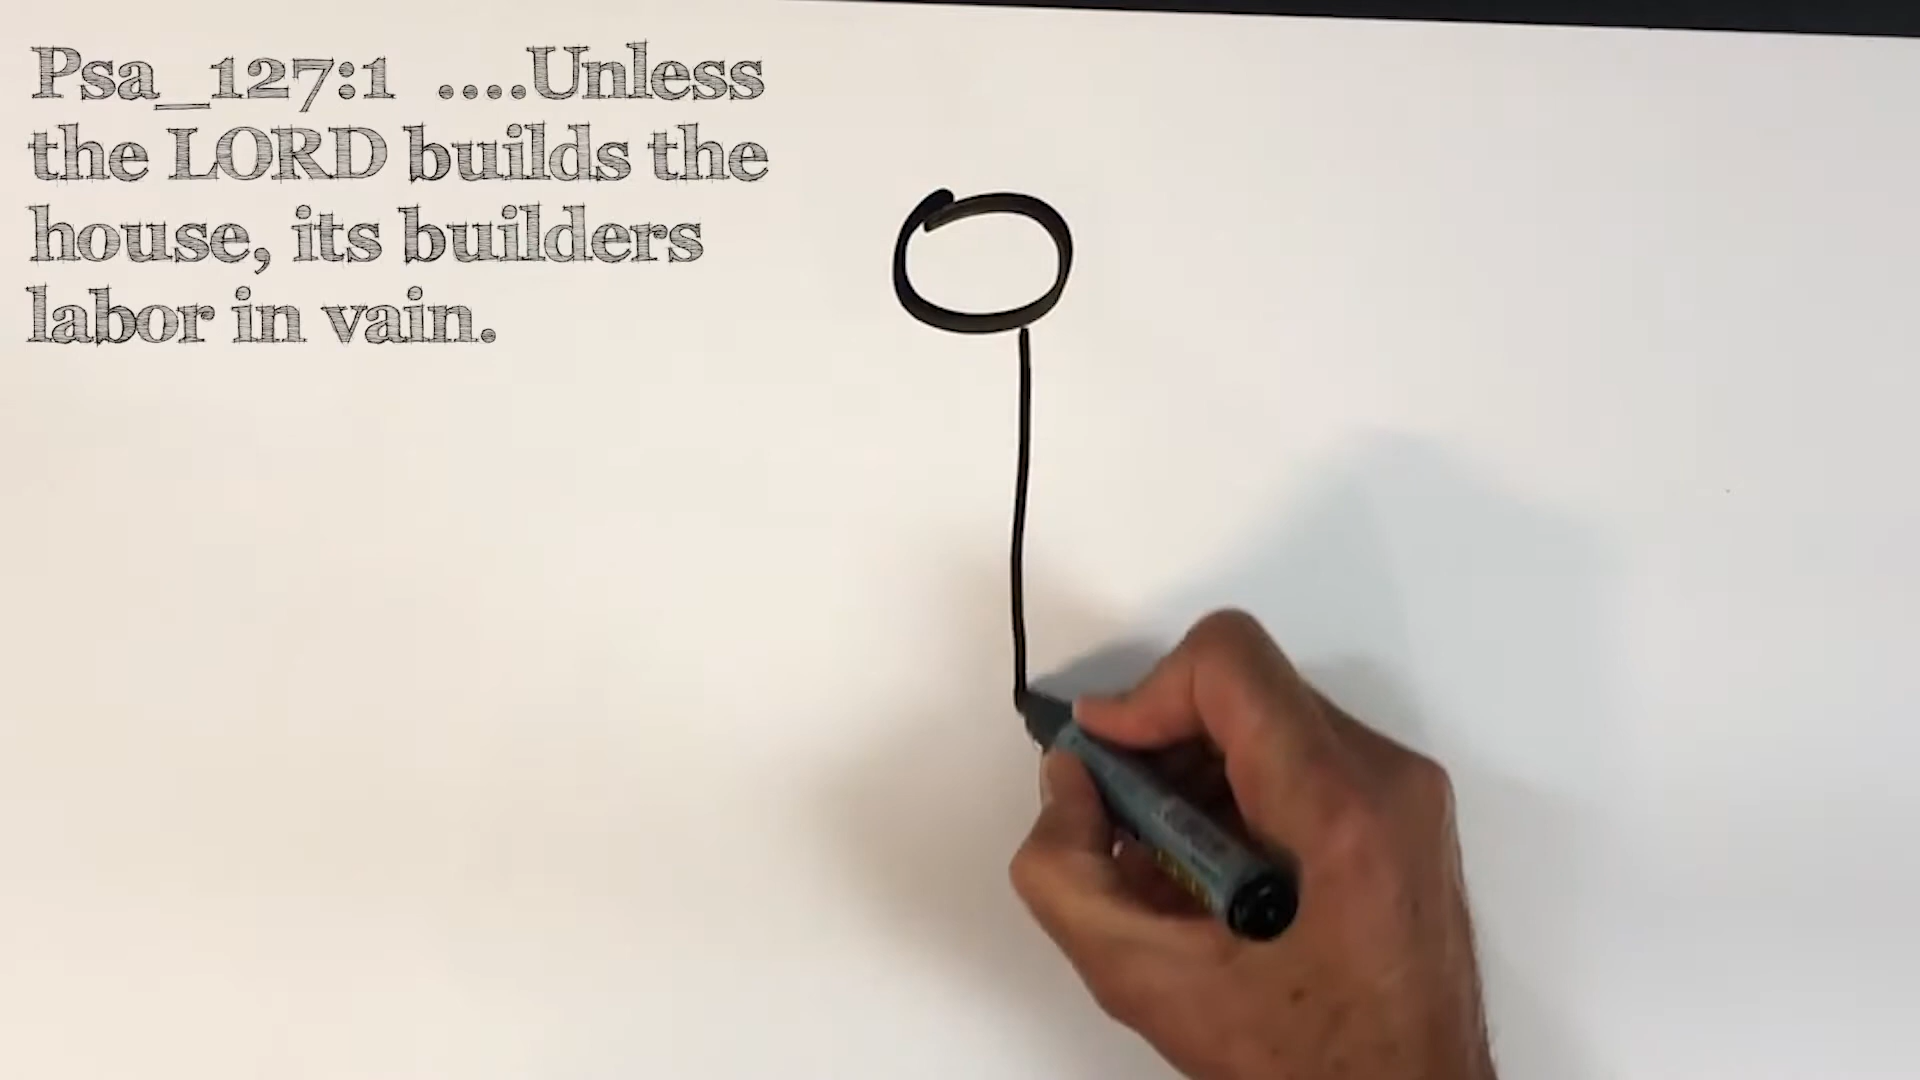 Psa_127:1 ....Unless
the LORD builds the
house, its builders
labor in vain.